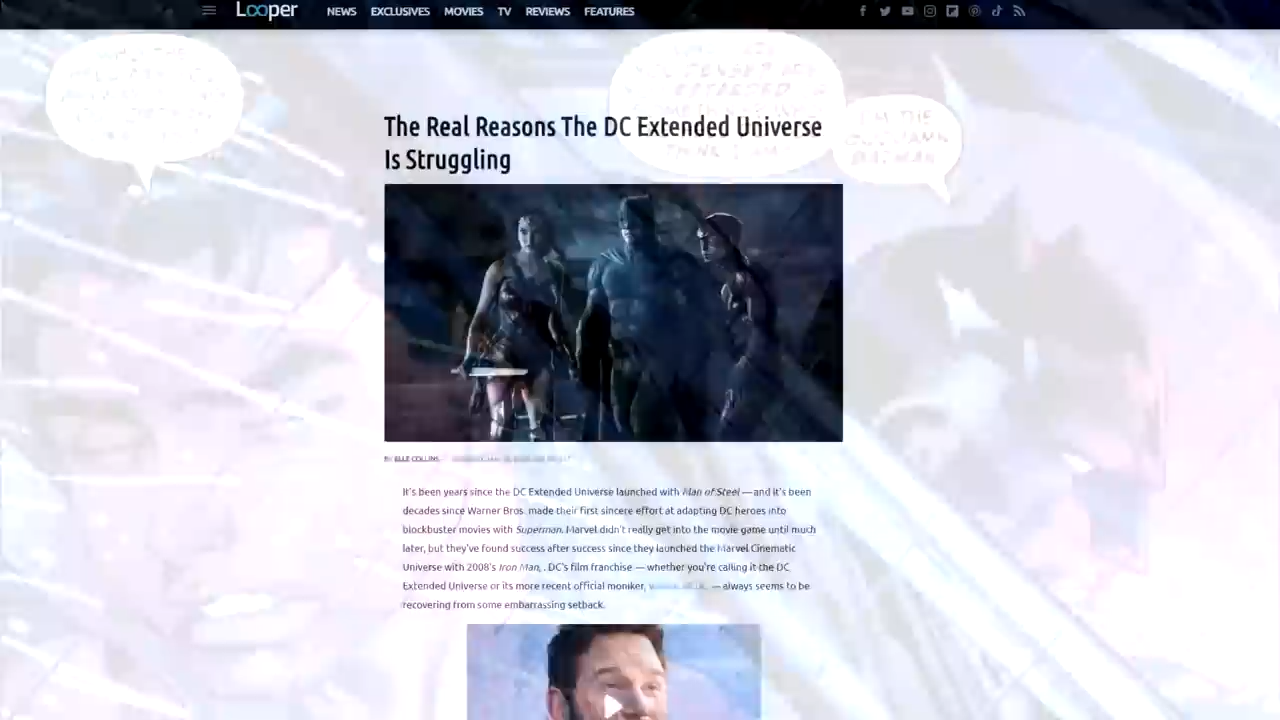 Looper
NEWS EXCLUSIVES MOVIES TV REVIEWS FEATURES
The Real Reasons The DC Extended Universe
Is Struggling
I'M THE
GODDAMN
BATMAN
BY ELLE COLLINS
It's been years since the DC Extended Universe launched with Man of Steel — and it's been
decades since Warner Bros. made their first sincere effort at adapting DC heroes into
blockbuster movies with Superman. Marvel didn't really get into the movie game until much
later, but they've found success after success since they launched the Marvel Cinematic
Universe with 2008's Iron Man, . DC's film franchise — whether you're calling it the DC
Extended Universe or its more recent official moniker, — always seems to be
recovering from some embarrassing setback.